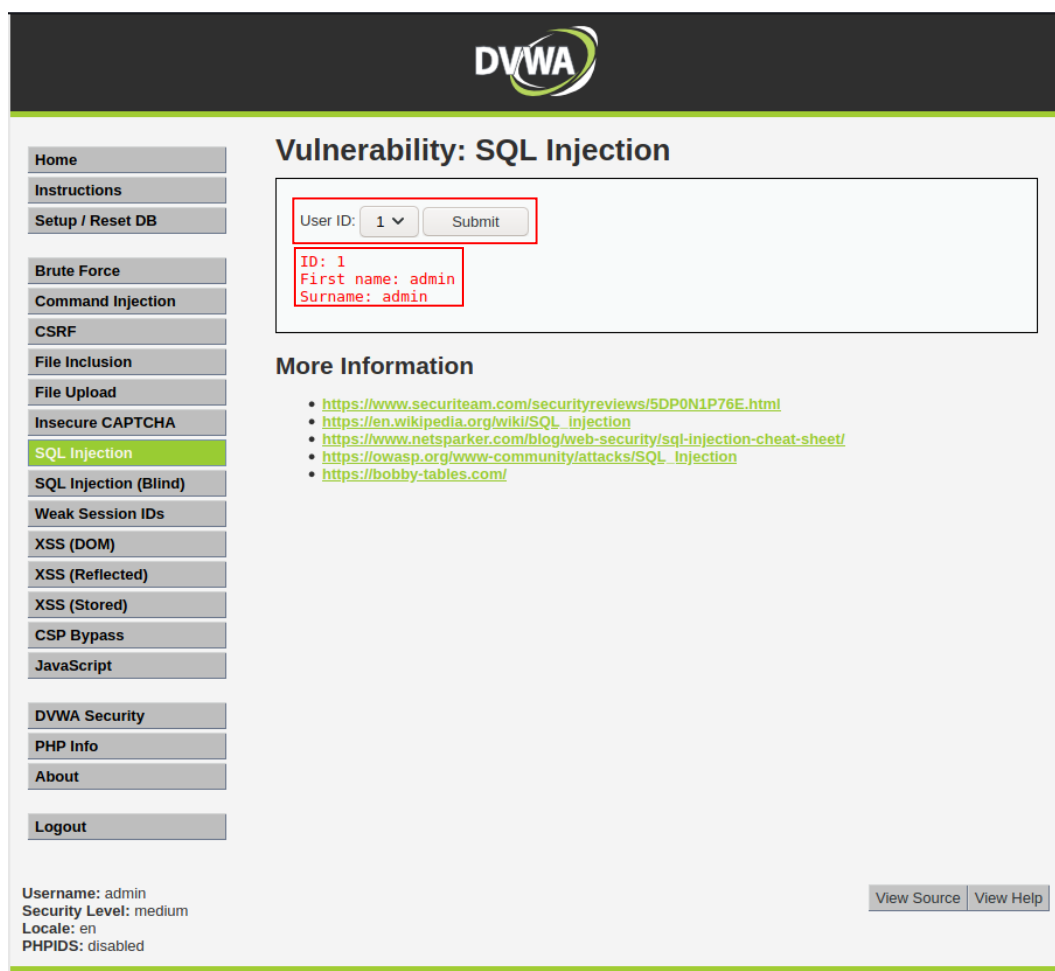 DVWA
Home
Instructions
Setup / Reset DB
Brute Force
Command Injection
CSRF
File Inclusion
File Upload
Insecure CAPTCHA
SQL Injection
SQL Injection (Blind)
Weak Session IDs
XSS (DOM)
XSS (Reflected)
XSS (Stored)
CSP Bypass
JavaScript
DVWA Security
PHP Info
About
Logout
Vulnerability: SQL Injection
User ID: 1 Submit
ID: 1
First name: admin
Surname: admin
More Information
https://www.securiteam.com/securityreviews/5DP0N1P76E.html
https://en.wikipedia.org/wiki/SQL_injection
https://www.netsparker.com/blog/web-security/sql-injection-cheat-sheet/
https://owasp.org/www-community/attacks/SQL_Injection
https://bobby-tables.com/
Username: admin
Security Level: medium
Locale: en
PHPIDS: disabled
View Source View Help